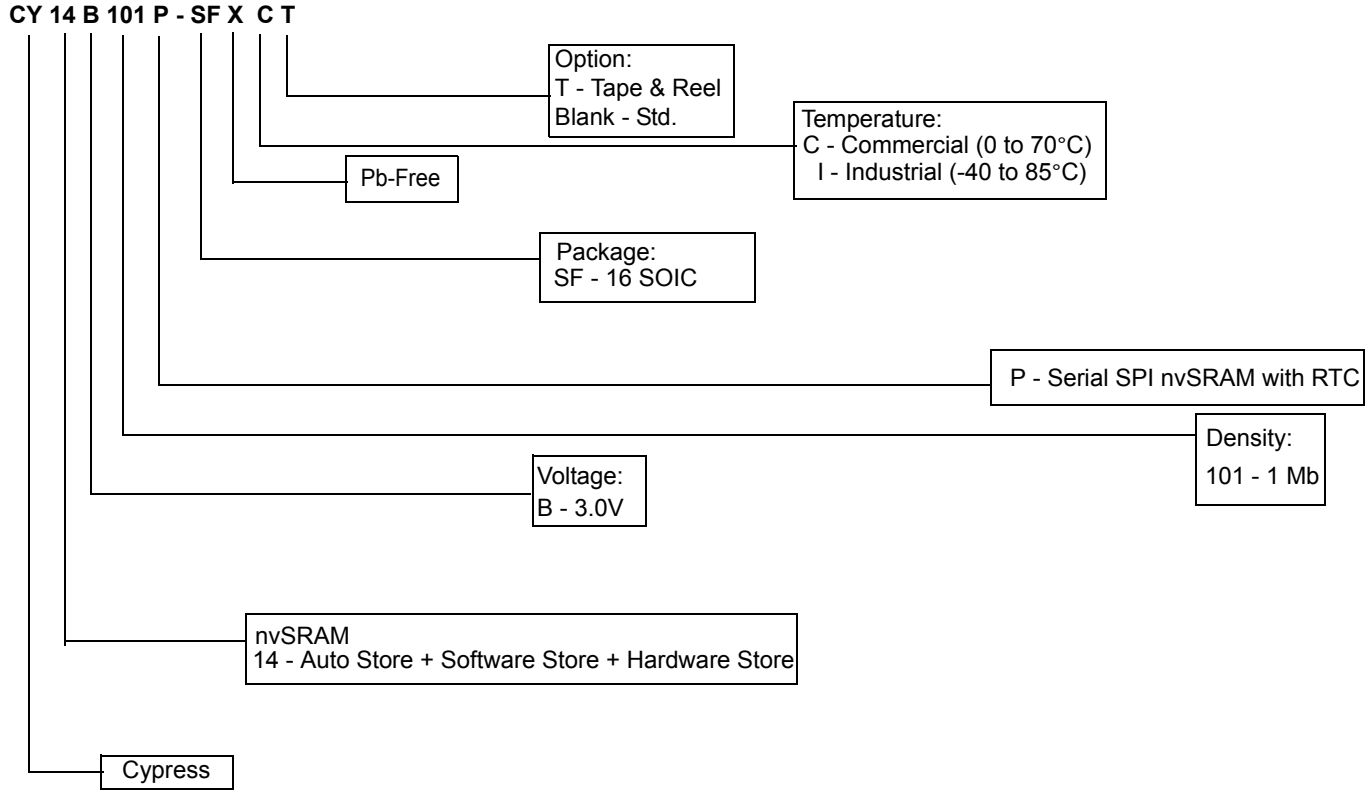 CY 14 B 101 P - SF X C T
Option:
T - Tape & Reel
Blank - Std.
Temperature:
C - Commercial (0 to 70°C)
I - Industrial (-40 to 85°C)
Pb-Free
Package:
SF - 16 SOIC
P - Serial SPI nvSRAM with RTC
Density:
101 - 1 Mb
Voltage:
B - 3.0V
nvSRAM
14 - Auto Store + Software Store + Hardware Store
Cypress